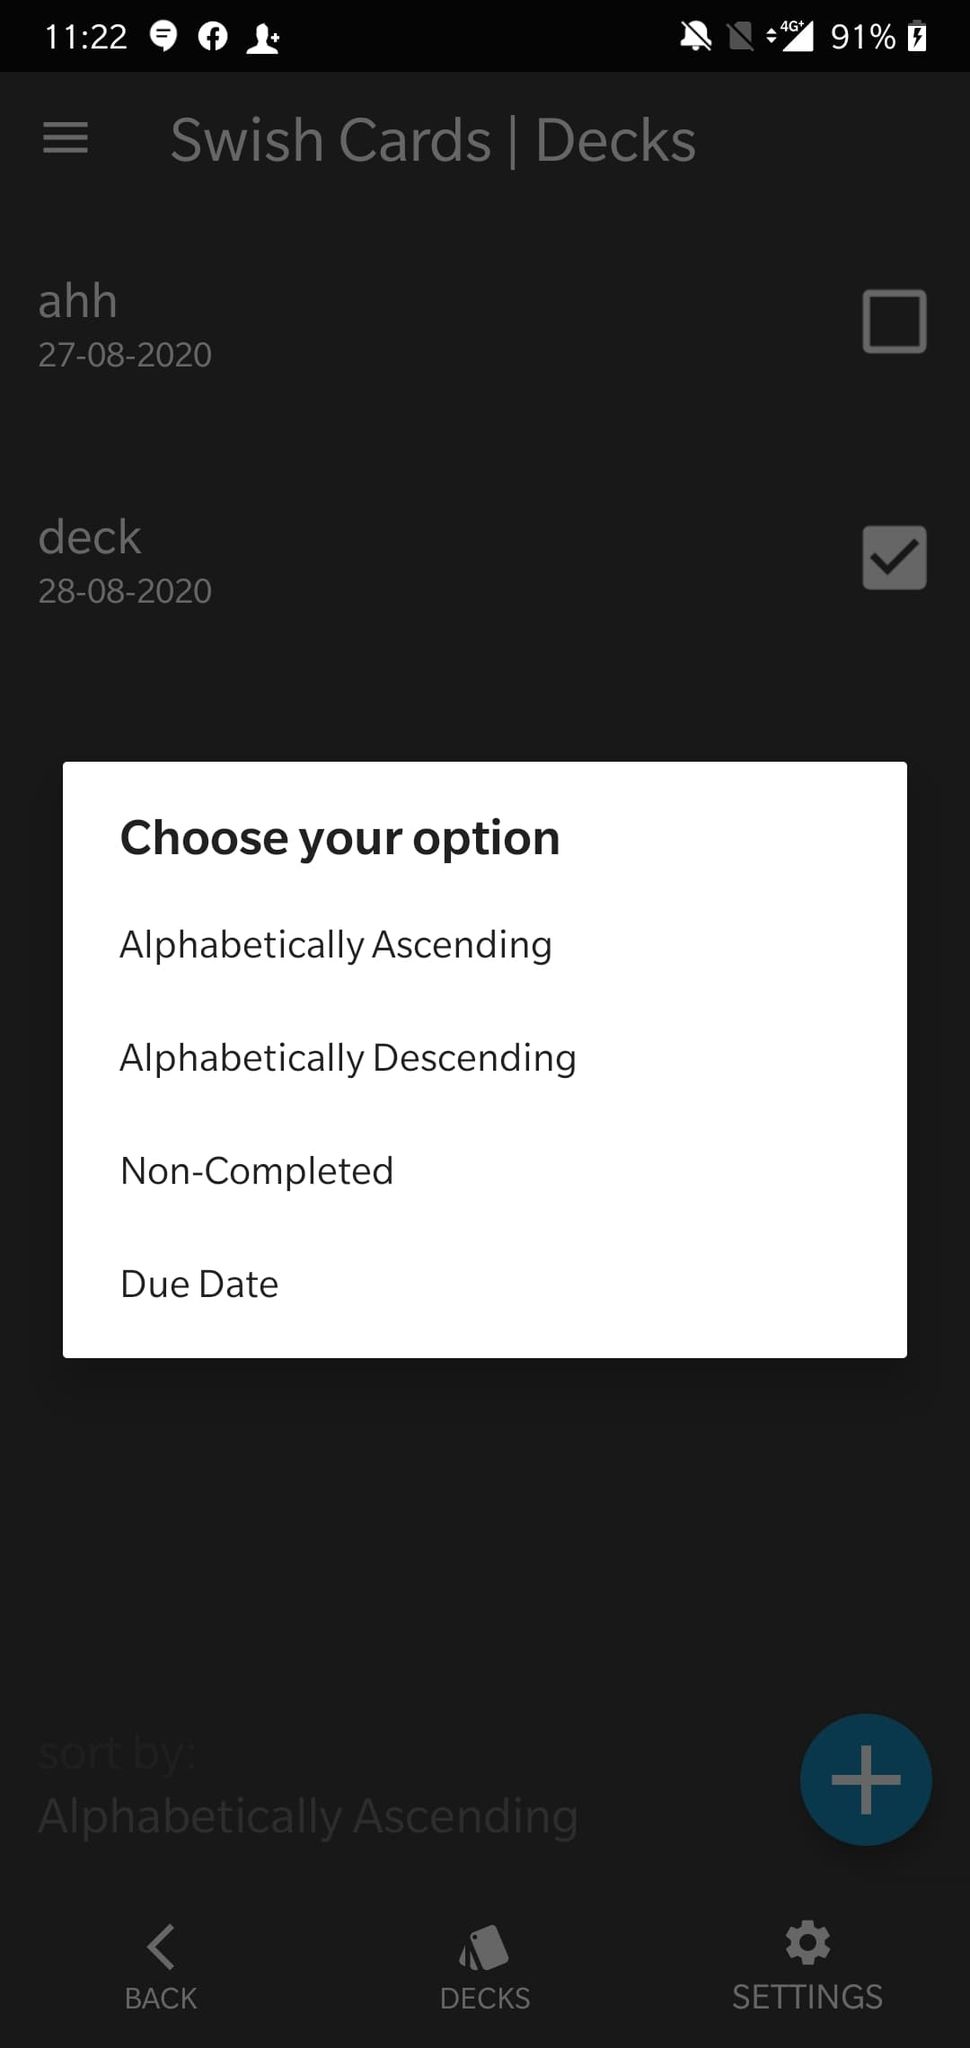 11:22
4G+
91%
Swish Cards | Decks
ahh
27-08-2020
deck
28-08-2020
Choose your option
Alphabetically Ascending
Alphabetically Descending
Non-Completed
Due Date
sort by:
Alphabetically Ascending
BACK
DECKS
SETTINGS